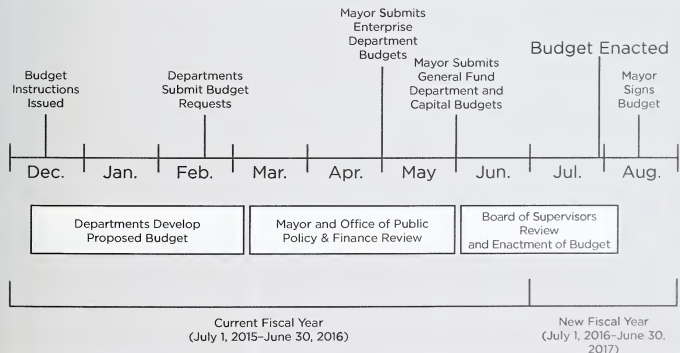 Mayor Submits
Enterprise
Department
Budgets
Budget Enacted
Mayor Submits
General Fund
Department and
Capital Budgets
Budget
Instructions
Issued
Departments
Submit Budget
Requests
Mayor
Signs
Budget
Dec. Jan. Feb. Mar. Apr. May Jun. Jul. Aug.
Departments Develop
Proposed Budget
Mayor and Office of Public
Policy & Finance Review
Board of Supervisors
Review
and Enactment of Budget
Current Fiscal Year
(July 1, 2015–June 30, 2016)
New Fiscal Year
(July 1, 2016–June 30,
2017)